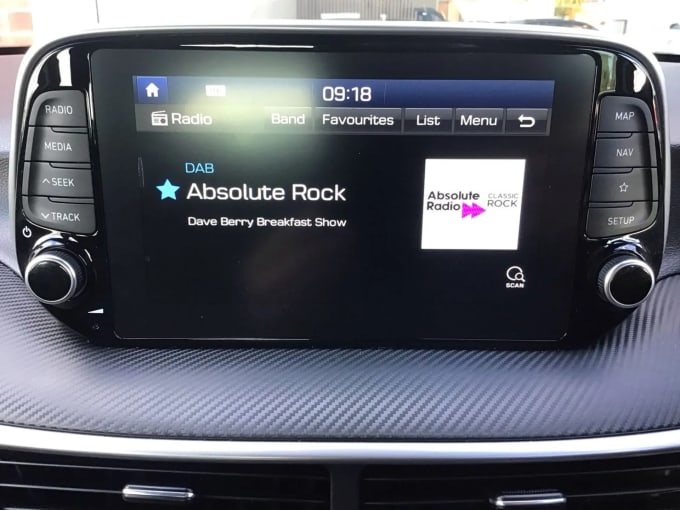 09:18
Radio Band Favourites List Menu
DAB
Absolute Rock
Dave Berry Breakfast Show
Absolute Radio
CLASSIC ROCK
SCAN
RADIO
MEDIA
SEEK
TRACK
MAP
NAV
SETUP